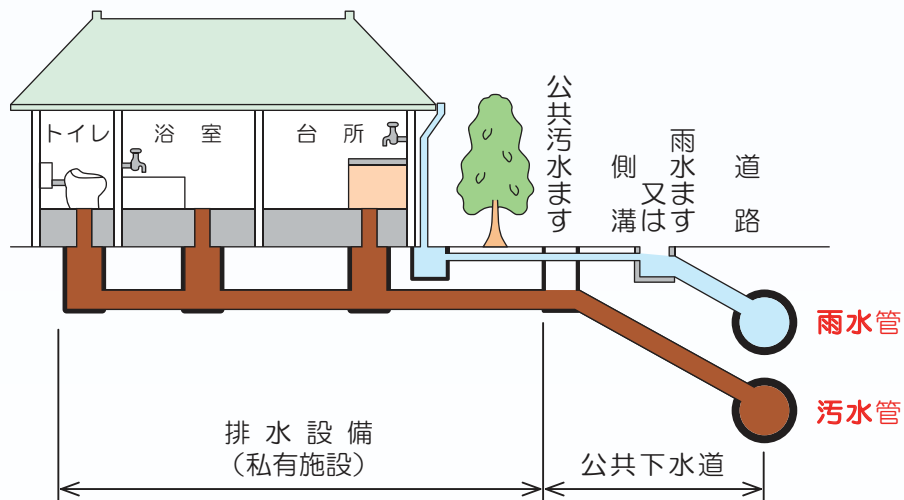 トイレ
浴室
台所
公共汚水ます
側溝
又は
雨水ます
道路
雨水管
汚水管
排水設備
（私有施設）
公共下水道